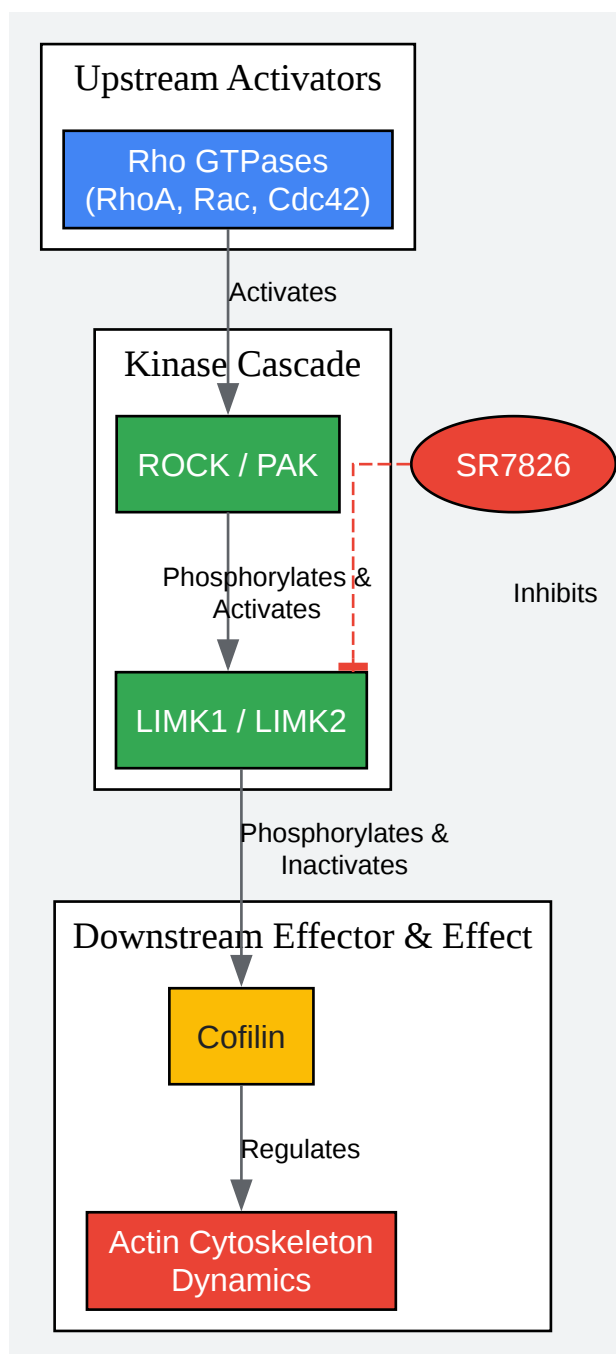 Upstream Activators
Rho GTPases
(RhoA, Rac, Cdc42)
Activates
Kinase Cascade
ROCK / PAK
SR7826
Phosphorylates &
Activates
Inhibits
LIMK1 / LIMK2
Phosphorylates &
Inactivates
Downstream Effector & Effect
Cofilin
Regulates
Actin Cytoskeleton
Dynamics